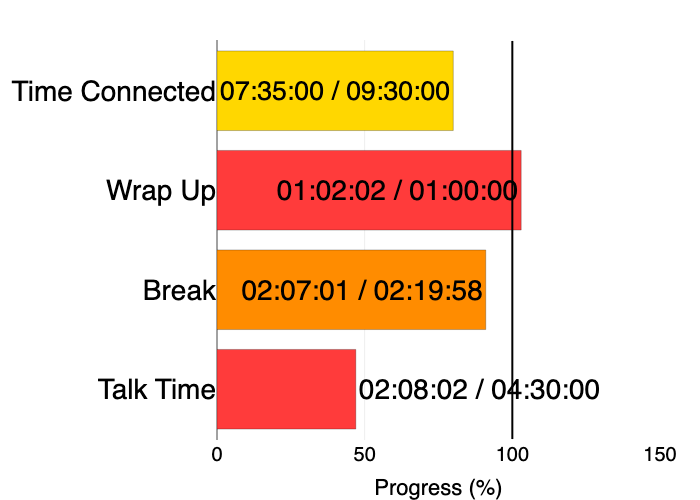 Time Connected 07:35:00 / 09:30:00
Wrap Up 01:02:02 / 01:00:00
Break 02:07:01 / 02:19:58
Talk Time 02:08:02 / 04:30:00
0 50 100 150
Progress (%)